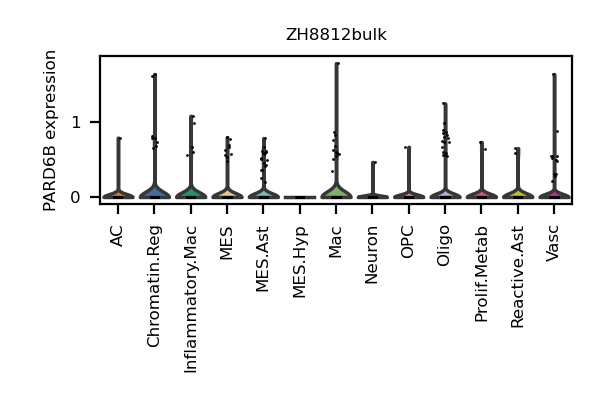 ZH8812bulk
PARD6B expression
1
0
AC
Chromatin.Reg
Inflammatory.Mac
MES
MES.Ast
MES.Hyp
Mac
Neuron
OPC
Oligo
Prolif.Metab
Reactive.Ast
Vasc